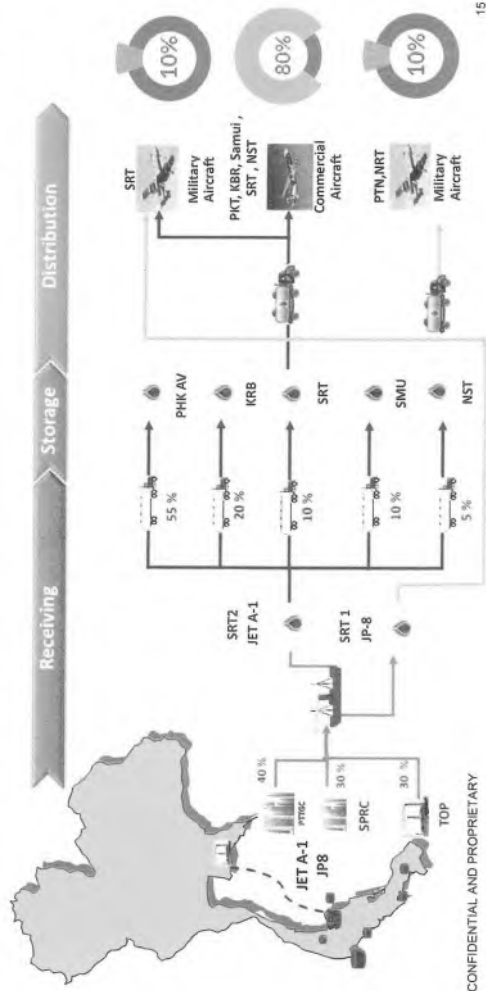 Receiving
Storage
Distribution
JET A-1
JP8
PTTGC
40 %
SPRC
30 %
TOP
30 %
SRT2
JET A-1
SRT 1
JP-8
55 %
20 %
10 %
10 %
5 %
PHK AV
KRB
SRT
SMU
NST
SRT
Military
Aircraft
PKT, KBR, Samui ,
SRT , NST
Commercial
Aircraft
PTN,NRT
Military
Aircraft
10%
80%
10%
CONFIDENTIAL AND PROPRIETARY
15